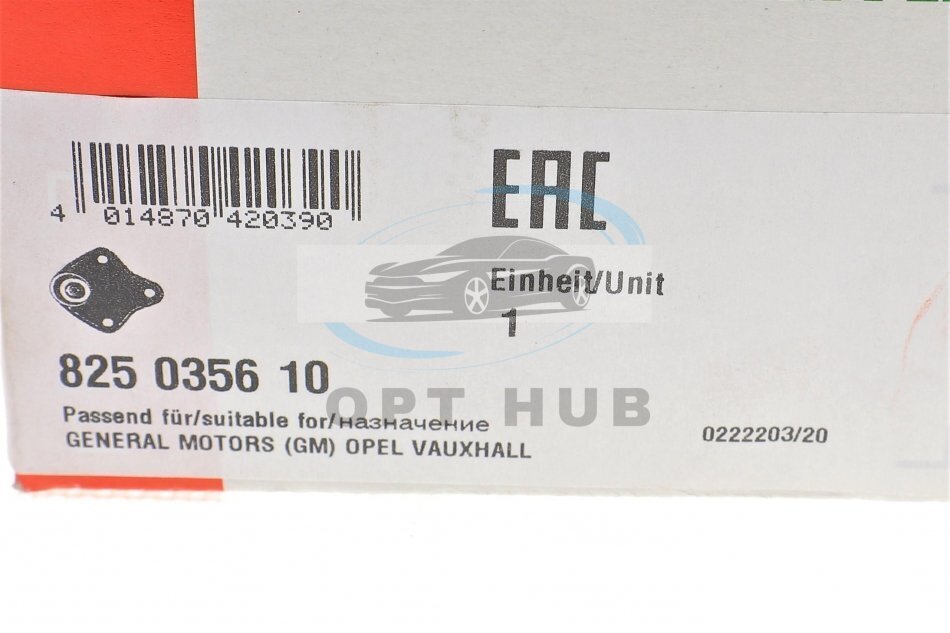 4 014870 420390
EAC
Einheit/Unit
1
825 0356 10
OPT HUB
Passend für/suitable for/назначение
GENERAL MOTORS (GM) OPEL VAUXHALL
0222203/20